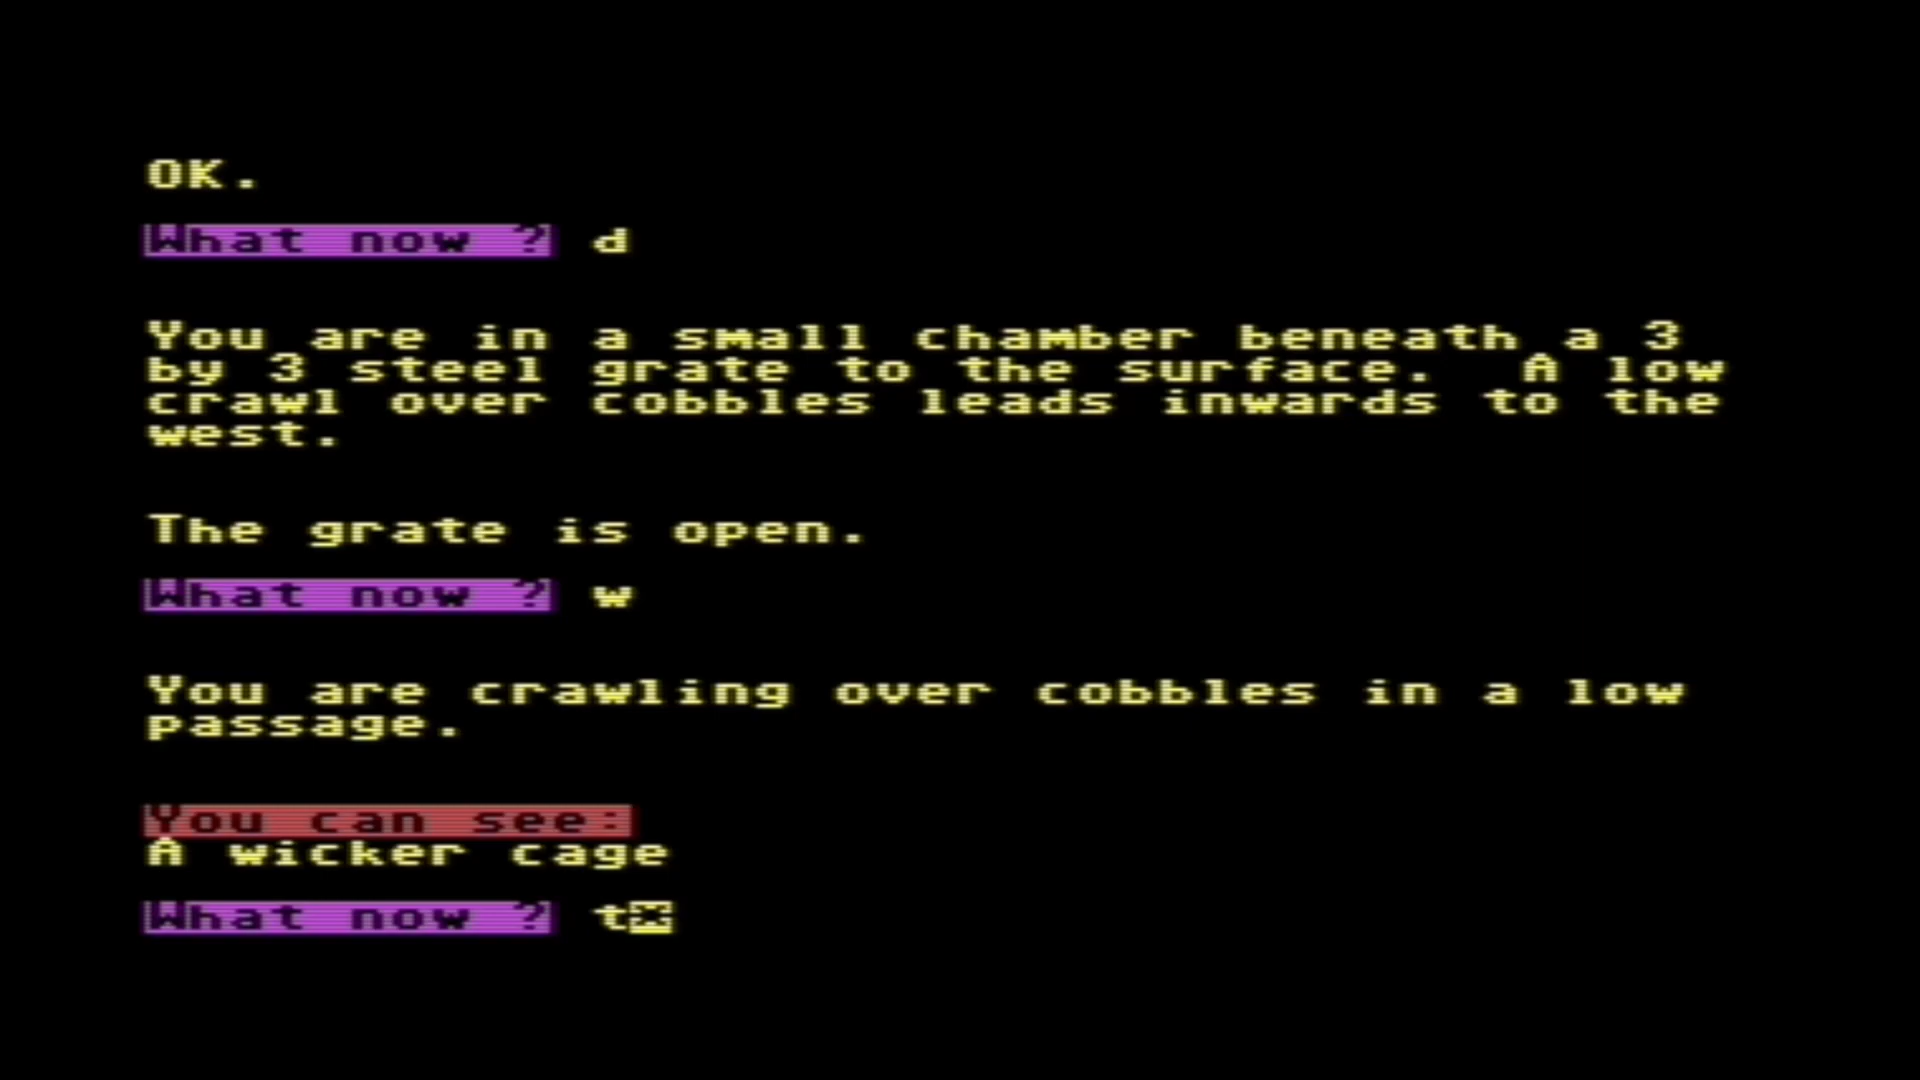 OK.
What now ? d
You are in a small chamber beneath a 3
by 3 steel grate to the surface.  A low
crawl over cobbles leads inwards to the
west.
The grate is open.
What now ? w
You are crawling over cobbles in a low
passage.
You can see:
A wicker cage
What now ? t